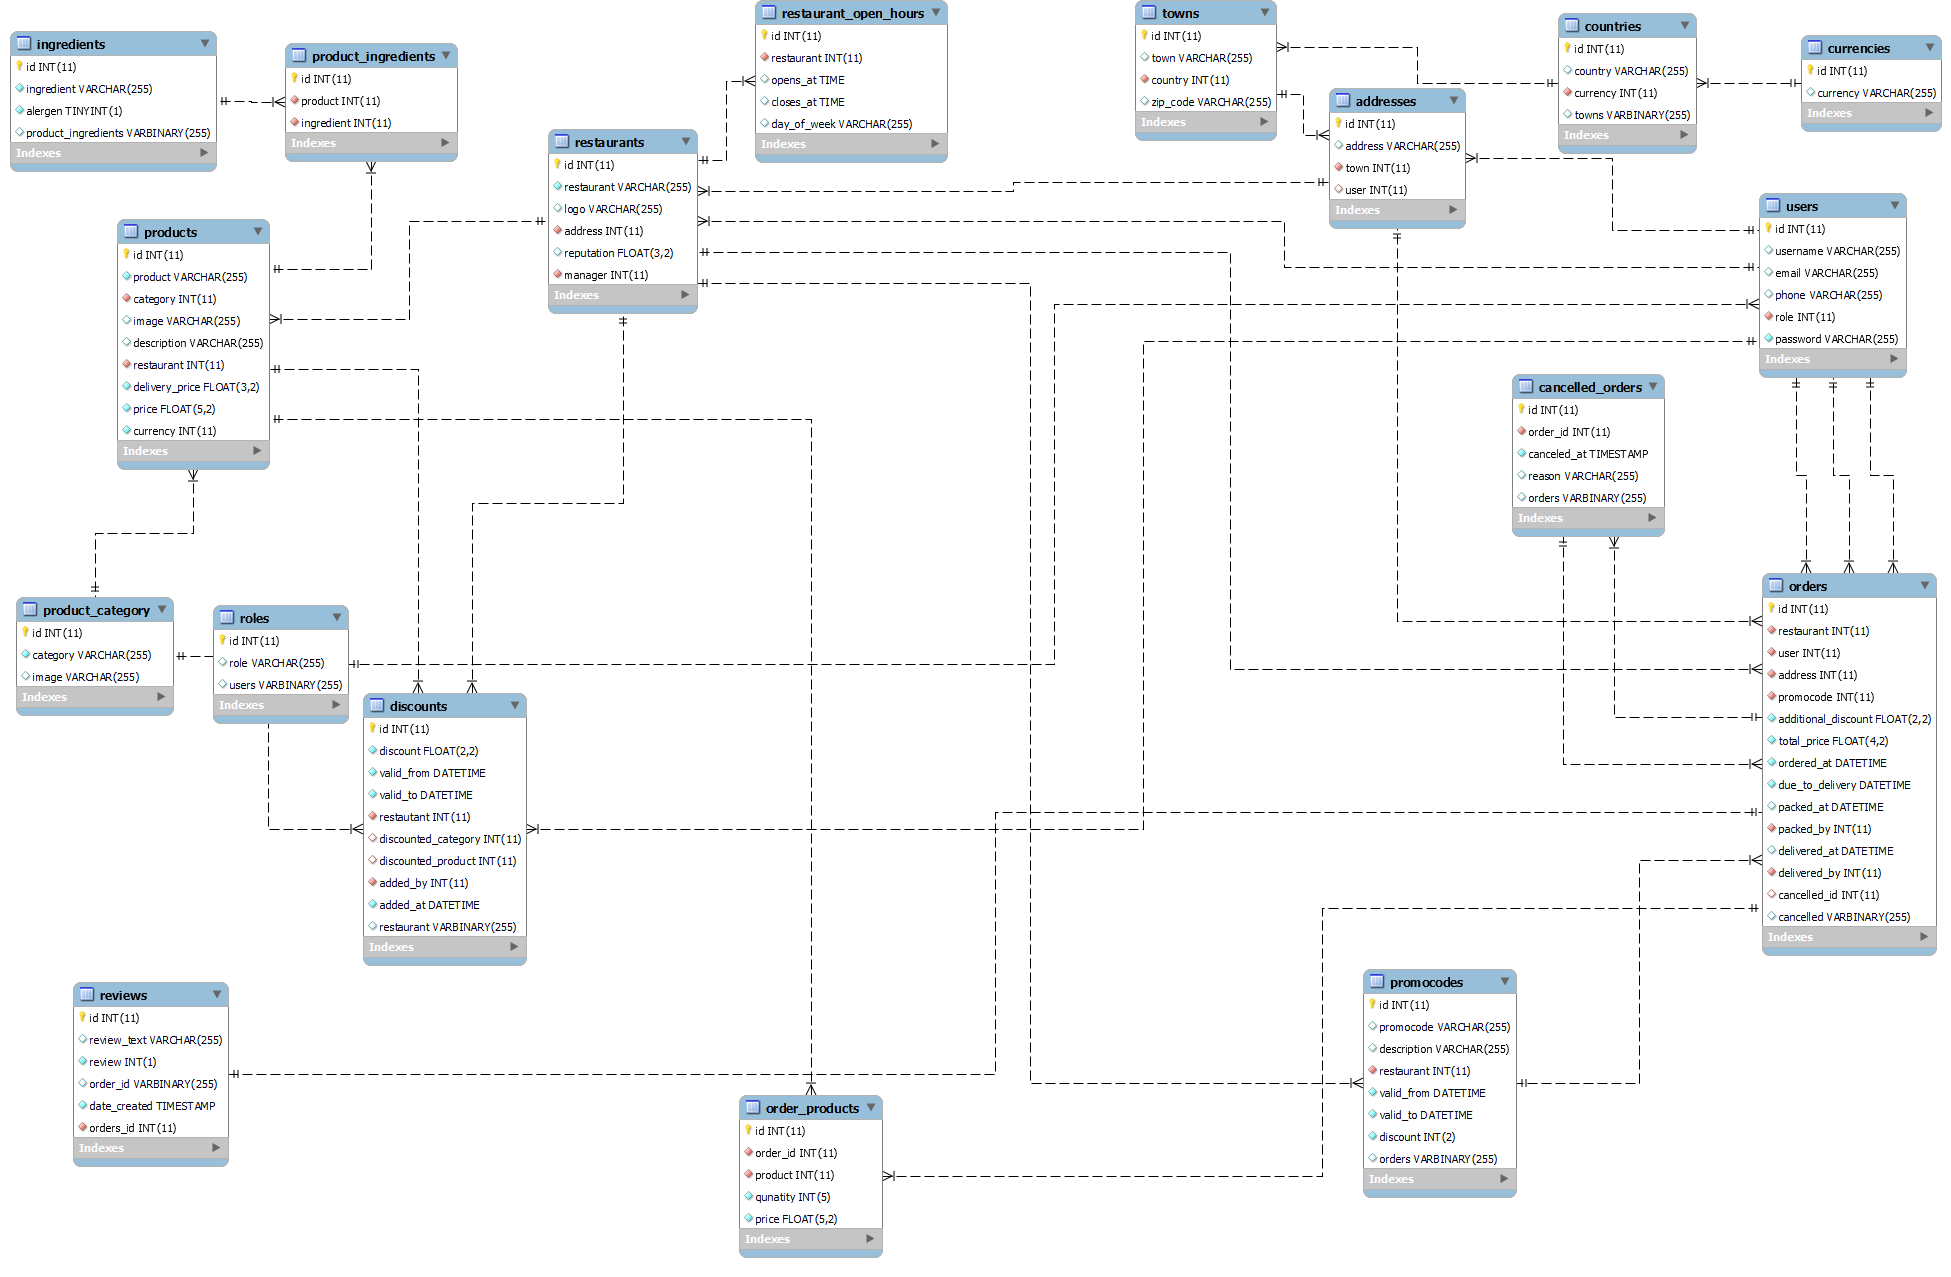 ingredients
id INT(11)
ingredient VARCHAR(255)
alergen TINYINT(1)
product_ingredients VARBINARY(255)
Indexes
product_ingredients
id INT(11)
product INT(11)
ingredient INT(11)
Indexes
restaurant_open_hours
id INT(11)
restaurant INT(11)
opens_at TIME
closes_at TIME
day_of_week VARCHAR(255)
Indexes
towns
id INT(11)
town VARCHAR(255)
country INT(11)
zip_code VARCHAR(255)
Indexes
countries
id INT(11)
country VARCHAR(255)
currency INT(11)
towns VARBINARY(255)
Indexes
currencies
id INT(11)
currency VARCHAR(255)
Indexes
addresses
id INT(11)
address VARCHAR(255)
town INT(11)
user INT(11)
Indexes
restaurants
id INT(11)
restaurant VARCHAR(255)
logo VARCHAR(255)
address INT(11)
reputation FLOAT(3,2)
manager INT(11)
Indexes
users
id INT(11)
username VARCHAR(255)
email VARCHAR(255)
phone VARCHAR(255)
role INT(11)
password VARCHAR(255)
Indexes
products
id INT(11)
product VARCHAR(255)
category INT(11)
image VARCHAR(255)
description VARCHAR(255)
restaurant INT(11)
delivery_price FLOAT(3,2)
price FLOAT(5,2)
currency INT(11)
Indexes
cancelled_orders
id INT(11)
order_id INT(11)
canceled_at TIMESTAMP
reason VARCHAR(255)
orders VARBINARY(255)
Indexes
product_category
id INT(11)
category VARCHAR(255)
image VARCHAR(255)
Indexes
roles
id INT(11)
role VARCHAR(255)
users VARBINARY(255)
Indexes
discounts
id INT(11)
discount FLOAT(2,2)
valid_from DATETIME
valid_to DATETIME
restautant INT(11)
discounted_category INT(11)
discounted_product INT(11)
added_by INT(11)
added_at DATETIME
restaurant VARBINARY(255)
Indexes
orders
id INT(11)
restaurant INT(11)
user INT(11)
address INT(11)
promocode INT(11)
additional_discount FLOAT(2,2)
total_price FLOAT(4,2)
ordered_at DATETIME
due_to_delivery DATETIME
packed_at DATETIME
packed_by INT(11)
delivered_at DATETIME
delivered_by INT(11)
cancelled_id INT(11)
cancelled VARBINARY(255)
Indexes
reviews
id INT(11)
review_text VARCHAR(255)
review INT(1)
order_id VARBINARY(255)
date_created TIMESTAMP
orders_id INT(11)
Indexes
promocodes
id INT(11)
promocode VARCHAR(255)
description VARCHAR(255)
restaurant INT(11)
valid_from DATETIME
valid_to DATETIME
discount INT(2)
orders VARBINARY(255)
Indexes
order_products
id INT(11)
order_id INT(11)
product INT(11)
qunatity INT(5)
price FLOAT(5,2)
Indexes